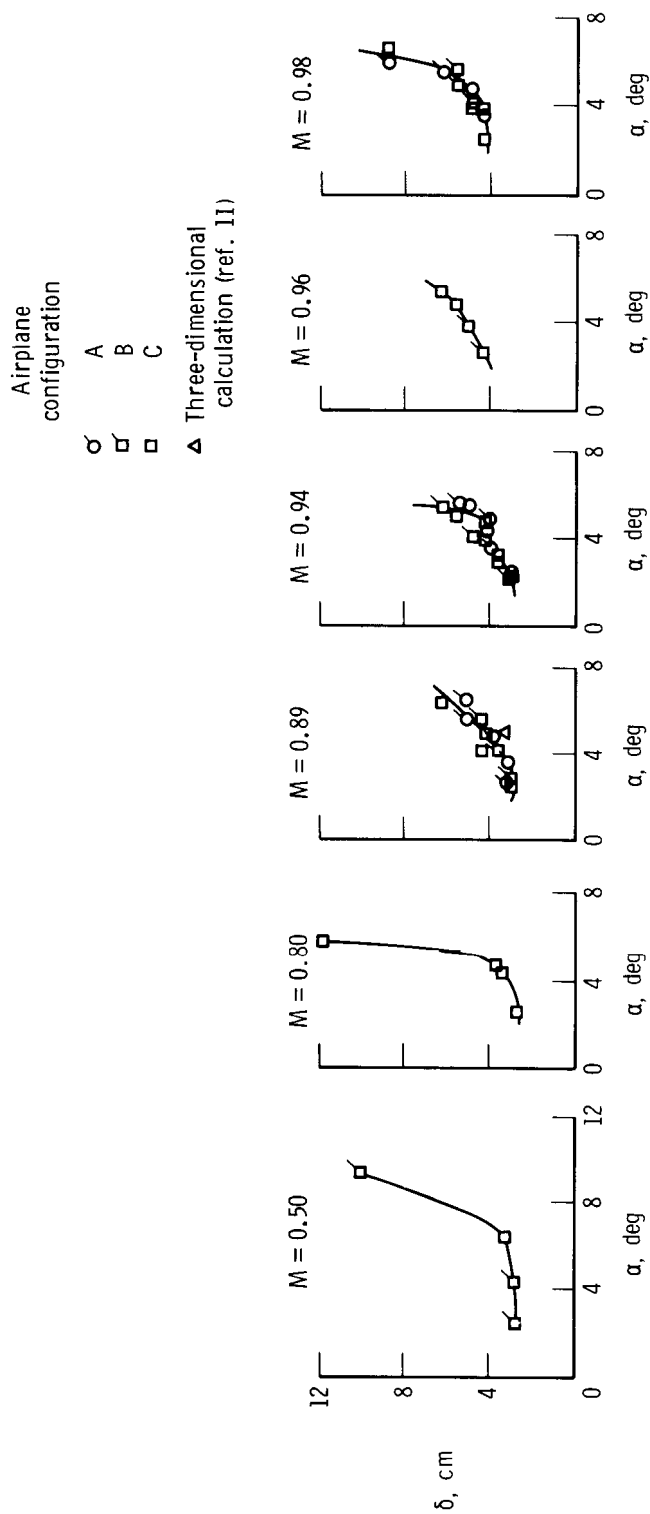 Airplane
configuration
A
B
C
Three-dimensional
calculation (ref. 11)
M = 0.50
M = 0.80
M = 0.89
M = 0.94
M = 0.96
M = 0.98
δ, cm
12
8
4
0
4
8
12
α, deg
0
4
8
α, deg
0
4
8
α, deg
0
4
8
α, deg
0
4
8
α, deg
0
4
8
α, deg